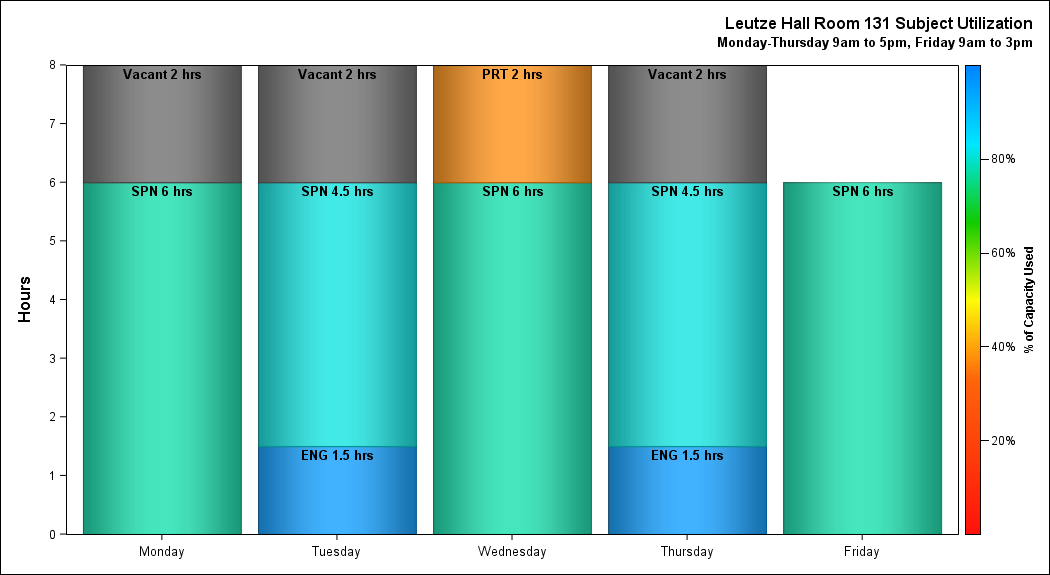 Leutze Hall Room 131 Subject Utilization
Monday-Thursday 9am to 5pm, Friday 9am to 3pm
Hours
8
7
6
5
4
3
2
1
0
Vacant 2 hrs
SPN 6 hrs
Vacant 2 hrs
SPN 4.5 hrs
ENG 1.5 hrs
PRT 2 hrs
SPN 6 hrs
Vacant 2 hrs
SPN 4.5 hrs
ENG 1.5 hrs
SPN 6 hrs
Monday
Tuesday
Wednesday
Thursday
Friday
80%
60%
40%
20%
% of Capacity Used